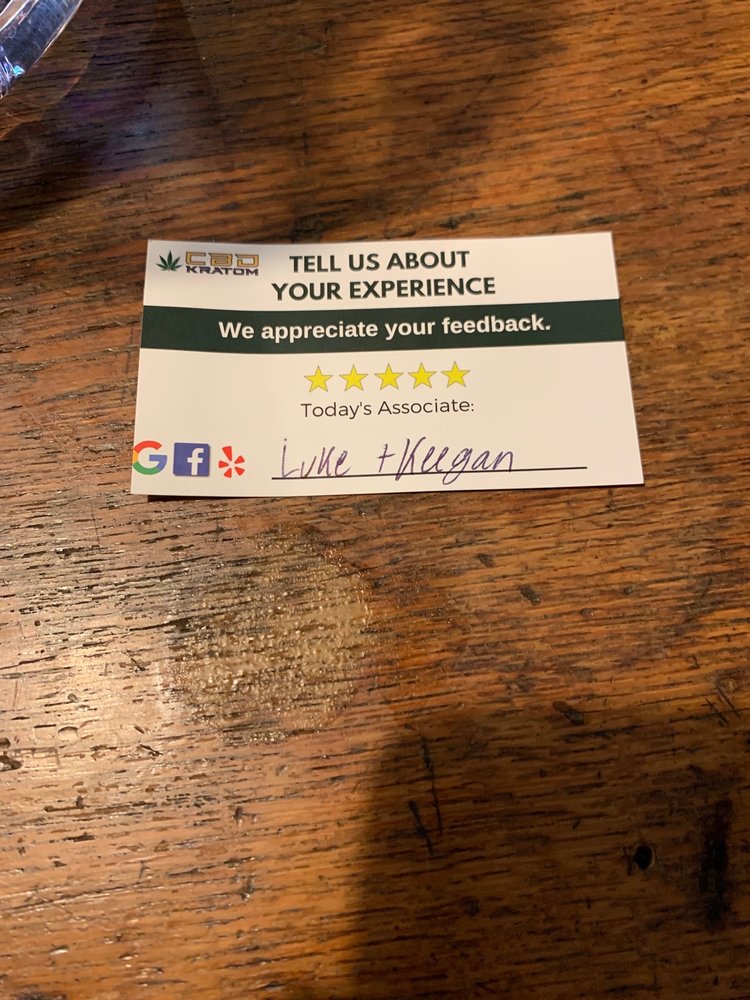 CBD
KRATOM
TELL US ABOUT
YOUR EXPERIENCE
We appreciate your feedback.
Today's Associate:
G f
Luke + Keegan